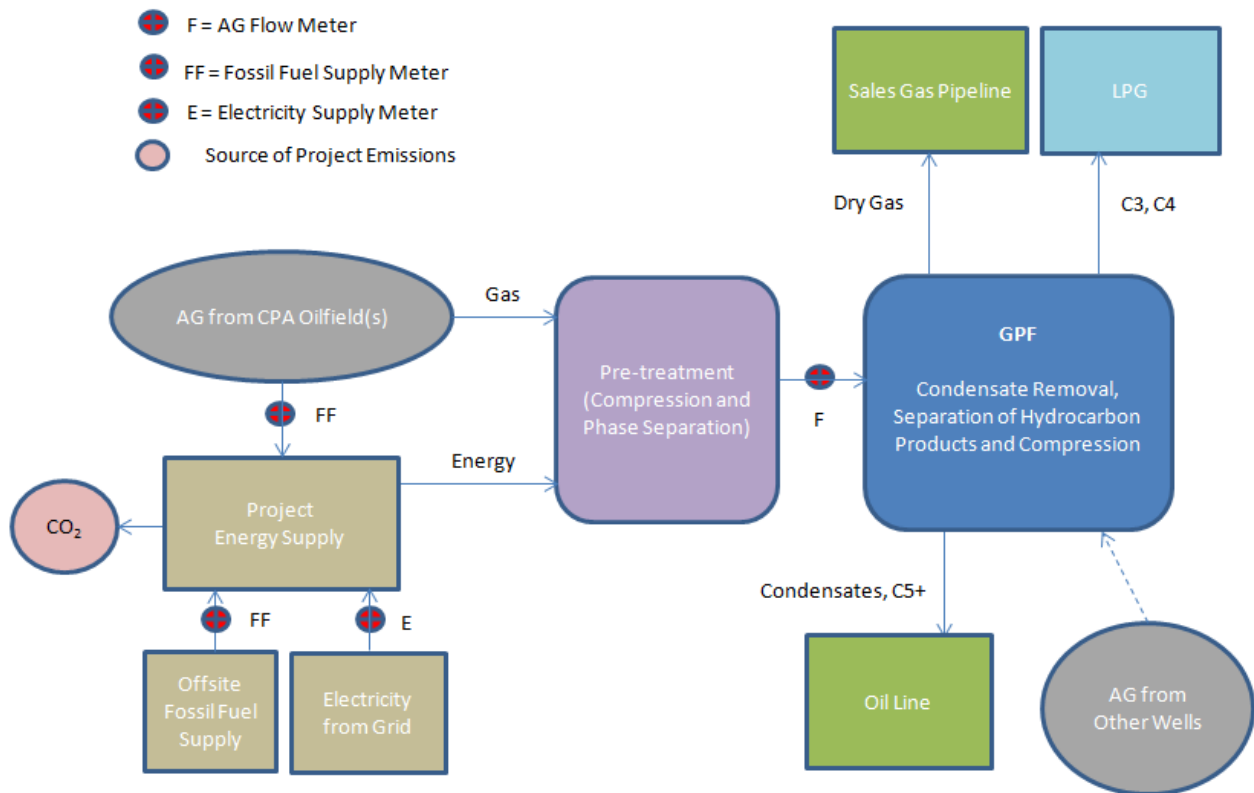 F = AG Flow Meter
FF = Fossil Fuel Supply Meter
E = Electricity Supply Meter
Source of Project Emissions
Sales Gas Pipeline
LPG
Dry Gas
C3, C4
AG from CPA Oilfield(s)
Gas
Pre-treatment
(Compression and
Phase Separation)
F
GPF
Condensate Removal,
Separation of Hydrocarbon
Products and Compression
FF
Energy
Project
Energy Supply
CO₂
FF
E
Offsite
Fossil Fuel
Supply
Electricity
from Grid
Condensates, C5+
Oil Line
AG from
Other Wells